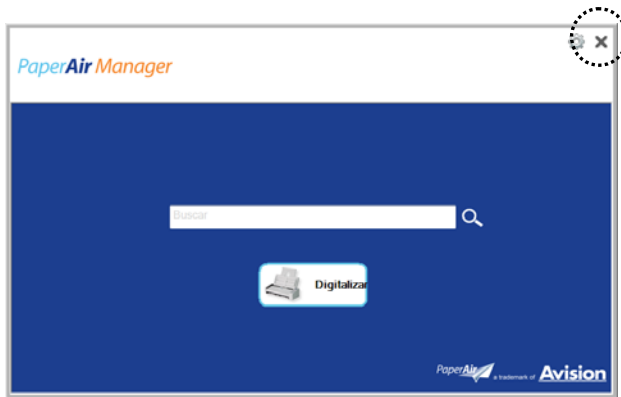 PaperAir Manager
Buscar
Digitalizar
PaperAir a trademark of Avision